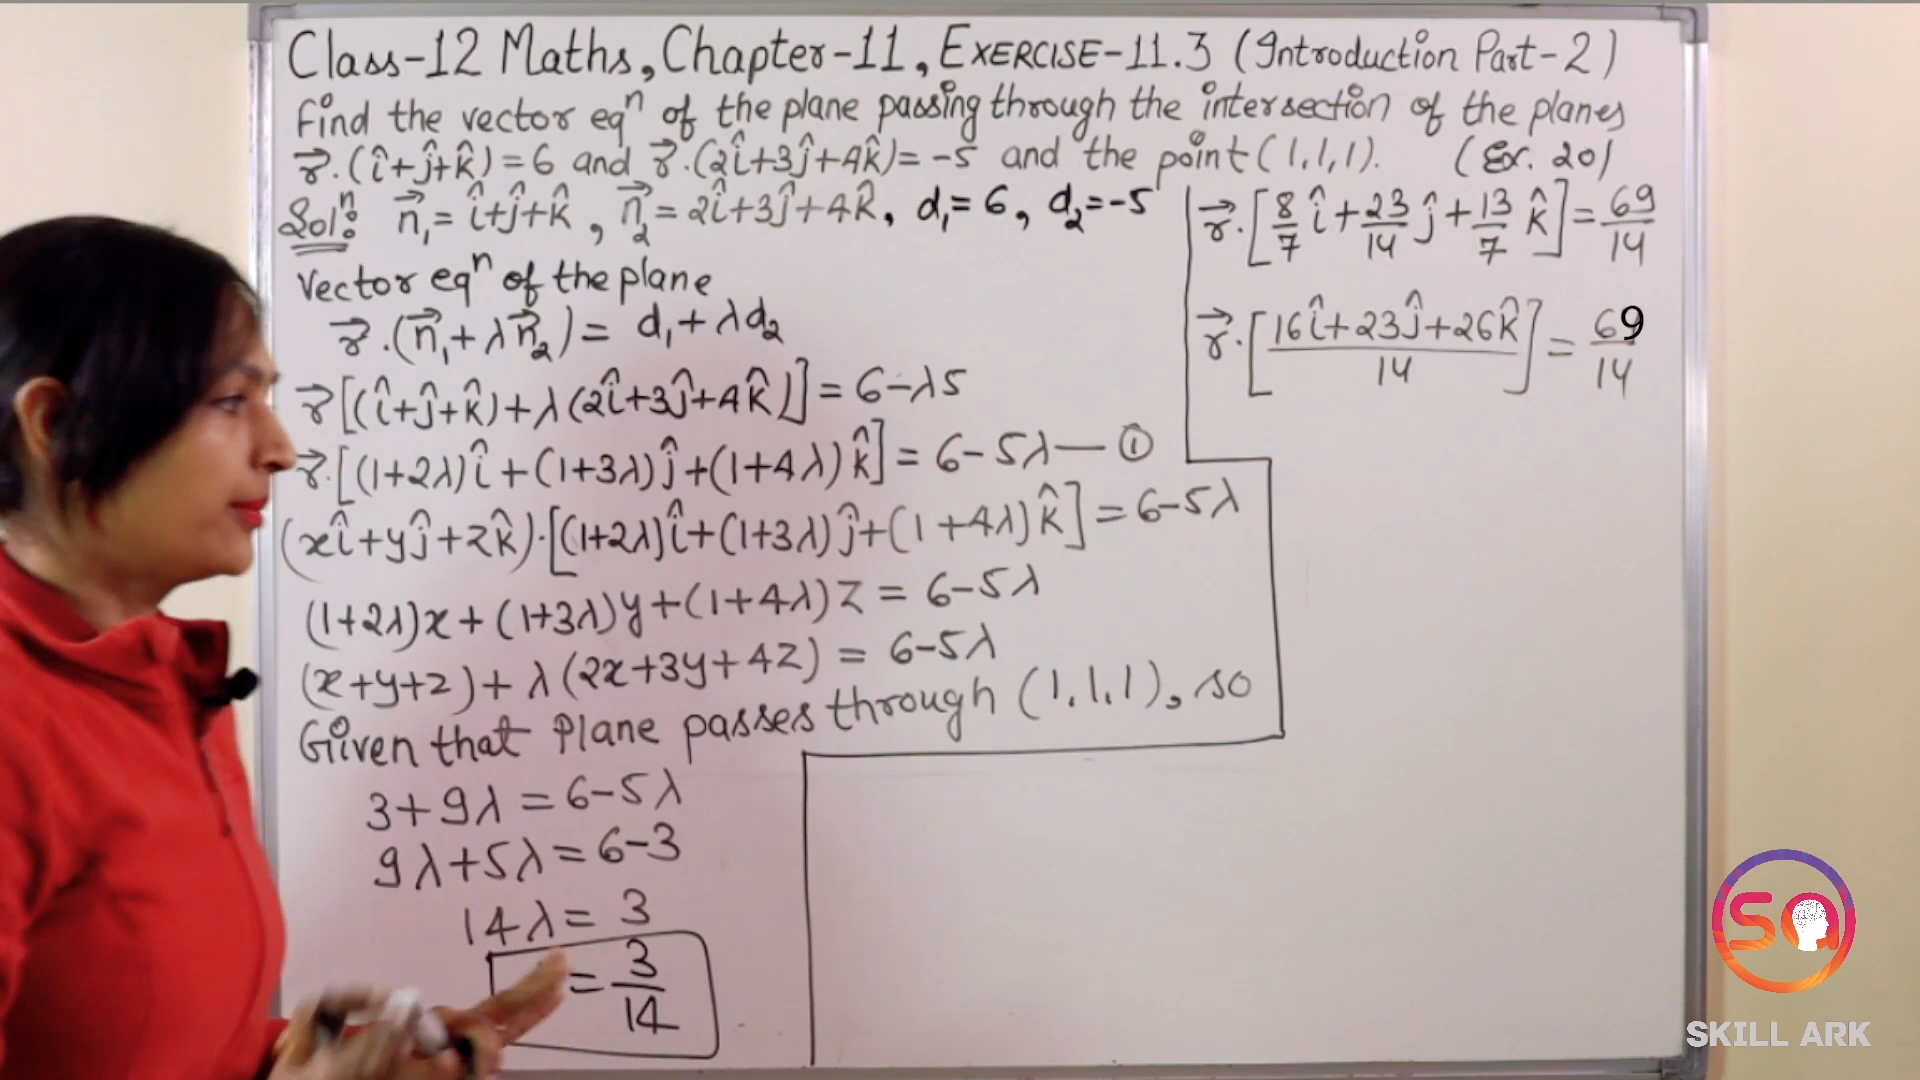 Class-12 Maths, Chapter-11, EXERCISE-11.3 (Introduction Part-2)
Find the vector eqⁿ of the plane passing through the intersection of the planes
r⃗.(î+ĵ+k̂)=6 and r⃗.(2î+3ĵ+4k̂)=-5 and the point (1,1,1). (Ex. 20)
Solⁿ: n⃗₁=î+ĵ+k̂, n⃗₂=2î+3ĵ+4k̂, d₁=6, d₂=-5
Vector eqⁿ of the plane
r⃗.(n⃗₁+λn⃗₂)= d₁+λd₂
r⃗[(î+ĵ+k̂)+λ(2î+3ĵ+4k̂)]=6-λ5
r⃗.[(1+2λ)î+(1+3λ)ĵ+(1+4λ)k̂]=6-5λ—①
(xî+yĵ+zk̂).[(1+2λ)î+(1+3λ)ĵ+(1+4λ)k̂]=6-5λ
(1+2λ)x+(1+3λ)y+(1+4λ)z=6-5λ
(x+y+z)+λ(2x+3y+4z)=6-5λ
Given that Plane passes through (1,1,1), so
3+9λ=6-5λ
9λ+5λ=6-3
14λ=3
=3/14
r⃗.[8/7 î+23/14 ĵ+13/7 k̂]=69/14
r⃗.[16î+23ĵ+26k̂/14]=69/14
SA
SKILL ARK